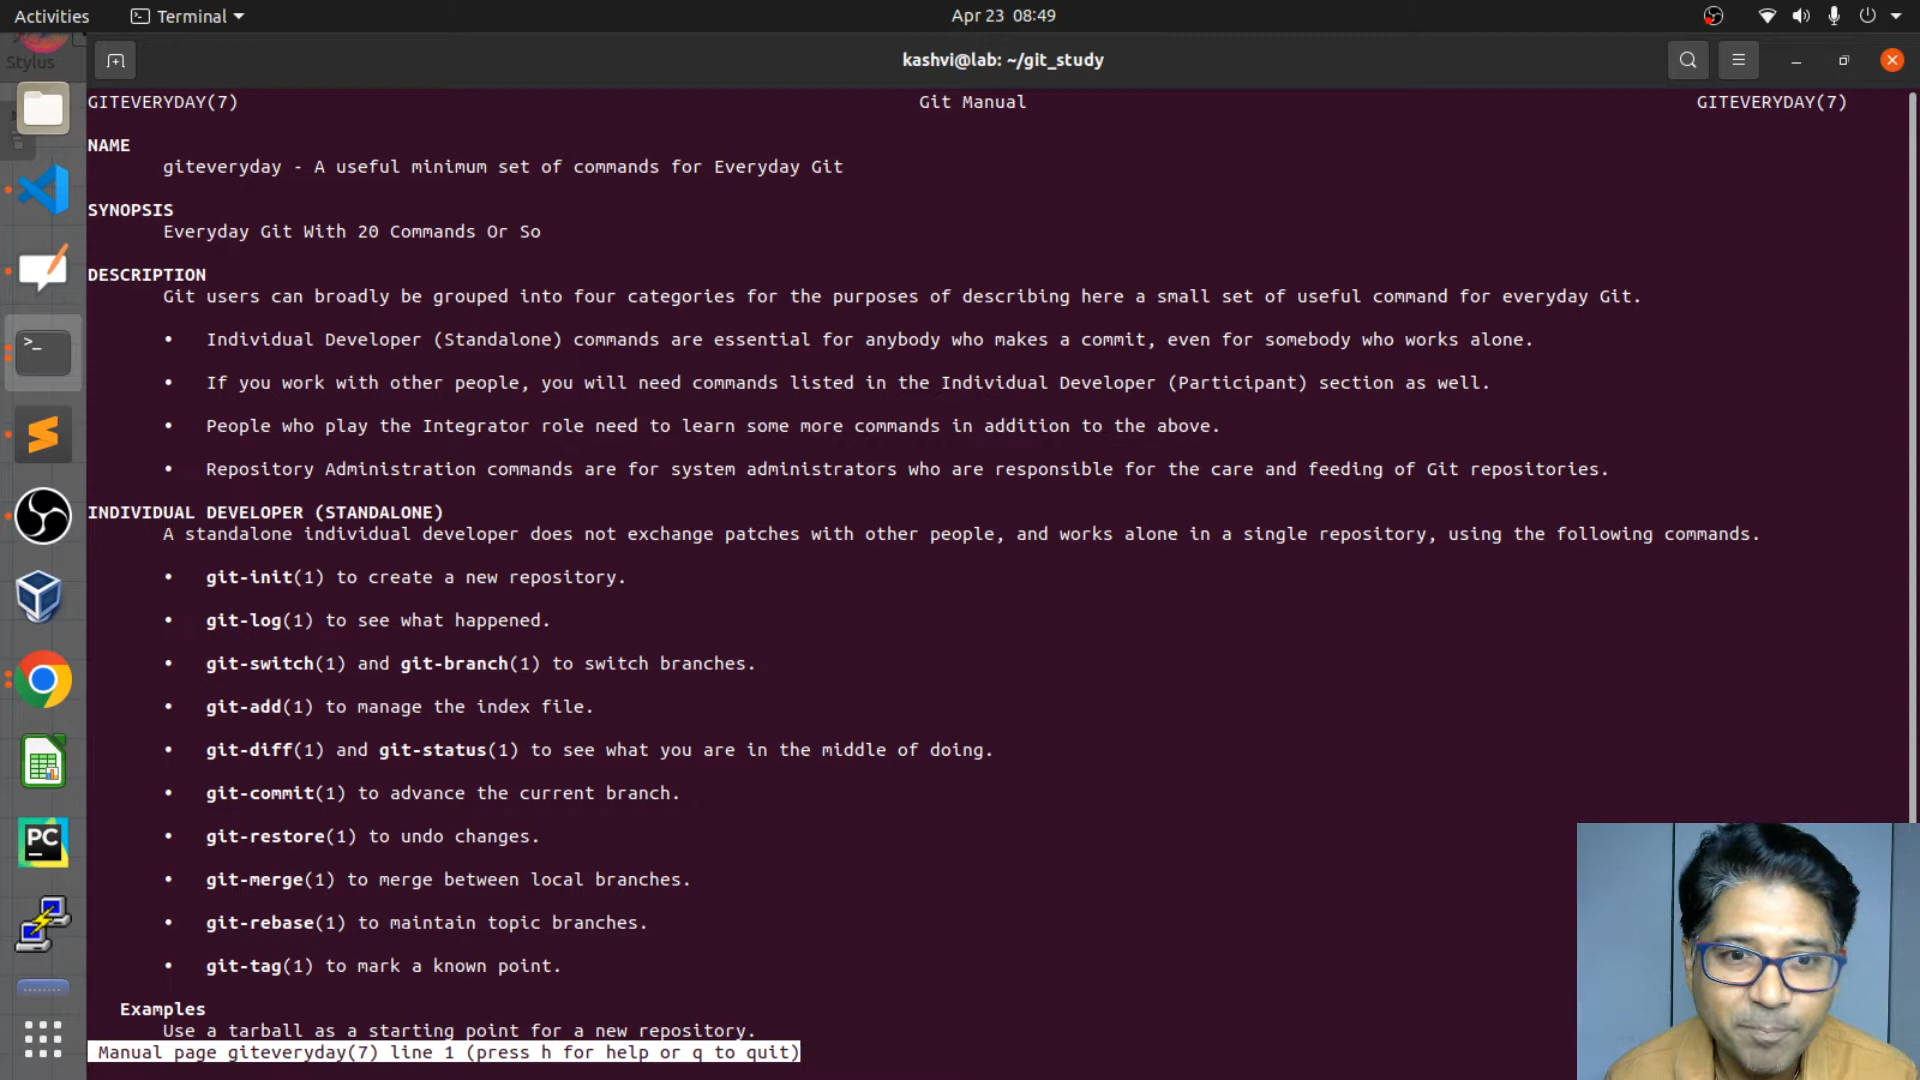 Activities Terminal Apr 23 08:49
Stylus
kashvi@lab: ~/git_study
GITEVERYDAY(7) Git Manual GITEVERYDAY(7)
NAME
giteveryday - A useful minimum set of commands for Everyday Git
SYNOPSIS
Everyday Git With 20 Commands Or So
DESCRIPTION
Git users can broadly be grouped into four categories for the purposes of describing here a small set of useful command for everyday Git.
• Individual Developer (Standalone) commands are essential for anybody who makes a commit, even for somebody who works alone.
• If you work with other people, you will need commands listed in the Individual Developer (Participant) section as well.
• People who play the Integrator role need to learn some more commands in addition to the above.
• Repository Administration commands are for system administrators who are responsible for the care and feeding of Git repositories.
INDIVIDUAL DEVELOPER (STANDALONE)
A standalone individual developer does not exchange patches with other people, and works alone in a single repository, using the following commands.
• git-init(1) to create a new repository.
• git-log(1) to see what happened.
• git-switch(1) and git-branch(1) to switch branches.
• git-add(1) to manage the index file.
• git-diff(1) and git-status(1) to see what you are in the middle of doing.
• git-commit(1) to advance the current branch.
• git-restore(1) to undo changes.
• git-merge(1) to merge between local branches.
• git-rebase(1) to maintain topic branches.
• git-tag(1) to mark a known point.
Examples
Use a tarball as a starting point for a new repository.
Manual page giteveryday(7) line 1 (press h for help or q to quit)
>_
PC